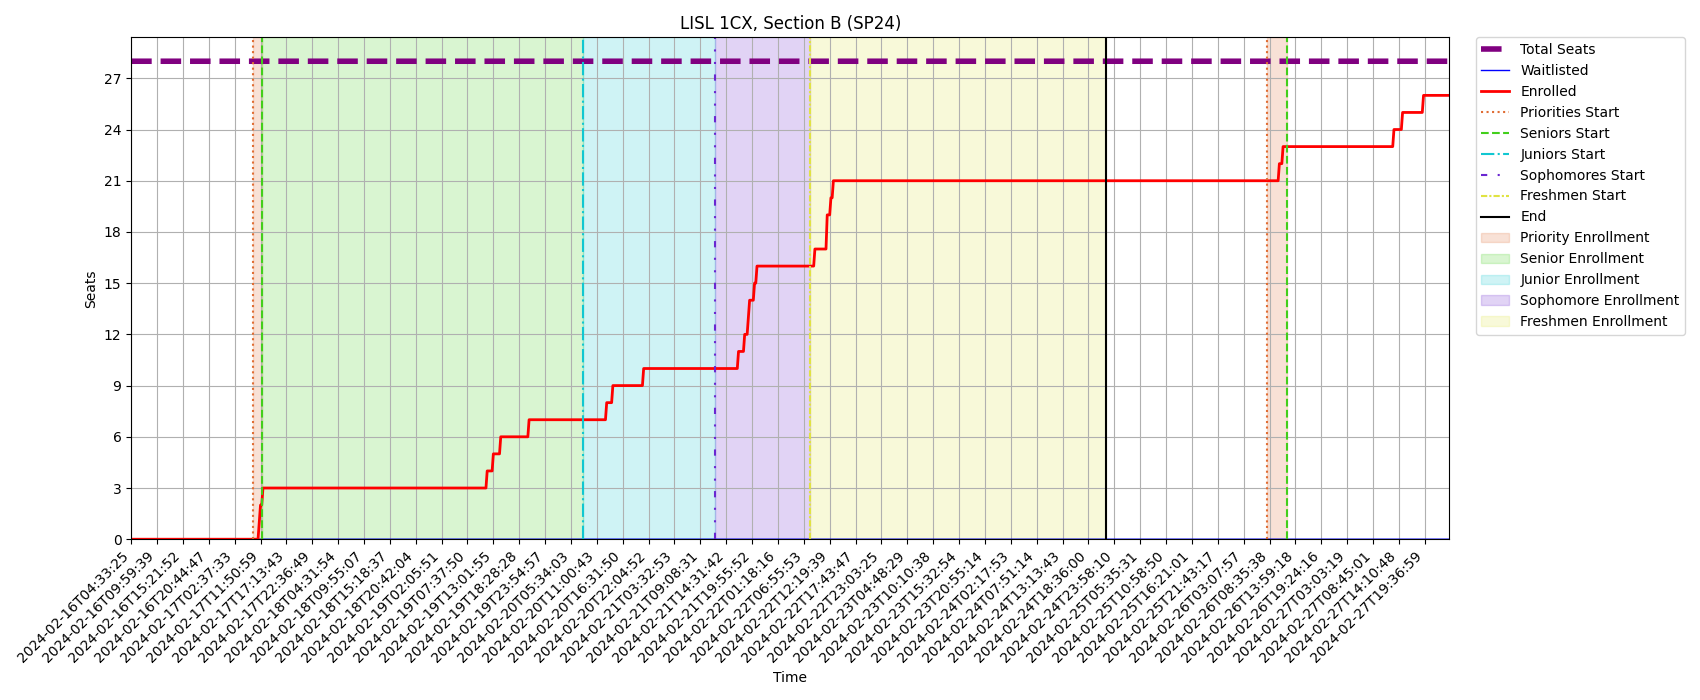 LISL 1CX, Section B (SP24)
Total Seats
Waitlisted
Enrolled
Priorities Start
Seniors Start
Juniors Start
Sophomores Start
Freshmen Start
End
Priority Enrollment
Senior Enrollment
Junior Enrollment
Sophomore Enrollment
Freshmen Enrollment
Seats
27
24
21
18
15
12
9
6
3
0
2024-02-16T04:33:25
2024-02-16T09:59:39
2024-02-16T15:21:52
2024-02-16T20:44:47
2024-02-17T02:37:33
2024-02-17T11:50:59
2024-02-17T17:13:43
2024-02-17T22:36:49
2024-02-18T04:31:54
2024-02-18T09:55:07
2024-02-18T15:18:37
2024-02-18T20:42:04
2024-02-19T02:05:51
2024-02-19T07:37:50
2024-02-19T13:01:55
2024-02-19T18:28:28
2024-02-19T23:54:57
2024-02-20T05:34:03
2024-02-20T11:00:43
2024-02-20T16:31:50
2024-02-20T22:04:52
2024-02-21T03:32:53
2024-02-21T09:08:31
2024-02-21T14:31:42
2024-02-21T19:55:52
2024-02-22T01:18:16
2024-02-22T06:55:53
2024-02-22T12:19:39
2024-02-22T17:43:47
2024-02-22T23:03:25
2024-02-23T04:48:29
2024-02-23T10:10:38
2024-02-23T15:32:54
2024-02-23T20:55:14
2024-02-24T02:17:53
2024-02-24T07:51:14
2024-02-24T13:13:43
2024-02-24T18:36:00
2024-02-24T23:58:10
2024-02-25T05:35:31
2024-02-25T10:58:50
2024-02-25T16:21:01
2024-02-25T21:43:17
2024-02-26T03:07:57
2024-02-26T08:35:38
2024-02-26T13:59:18
2024-02-26T19:24:16
2024-02-27T03:03:19
2024-02-27T08:45:01
2024-02-27T14:10:48
2024-02-27T19:36:59
Time